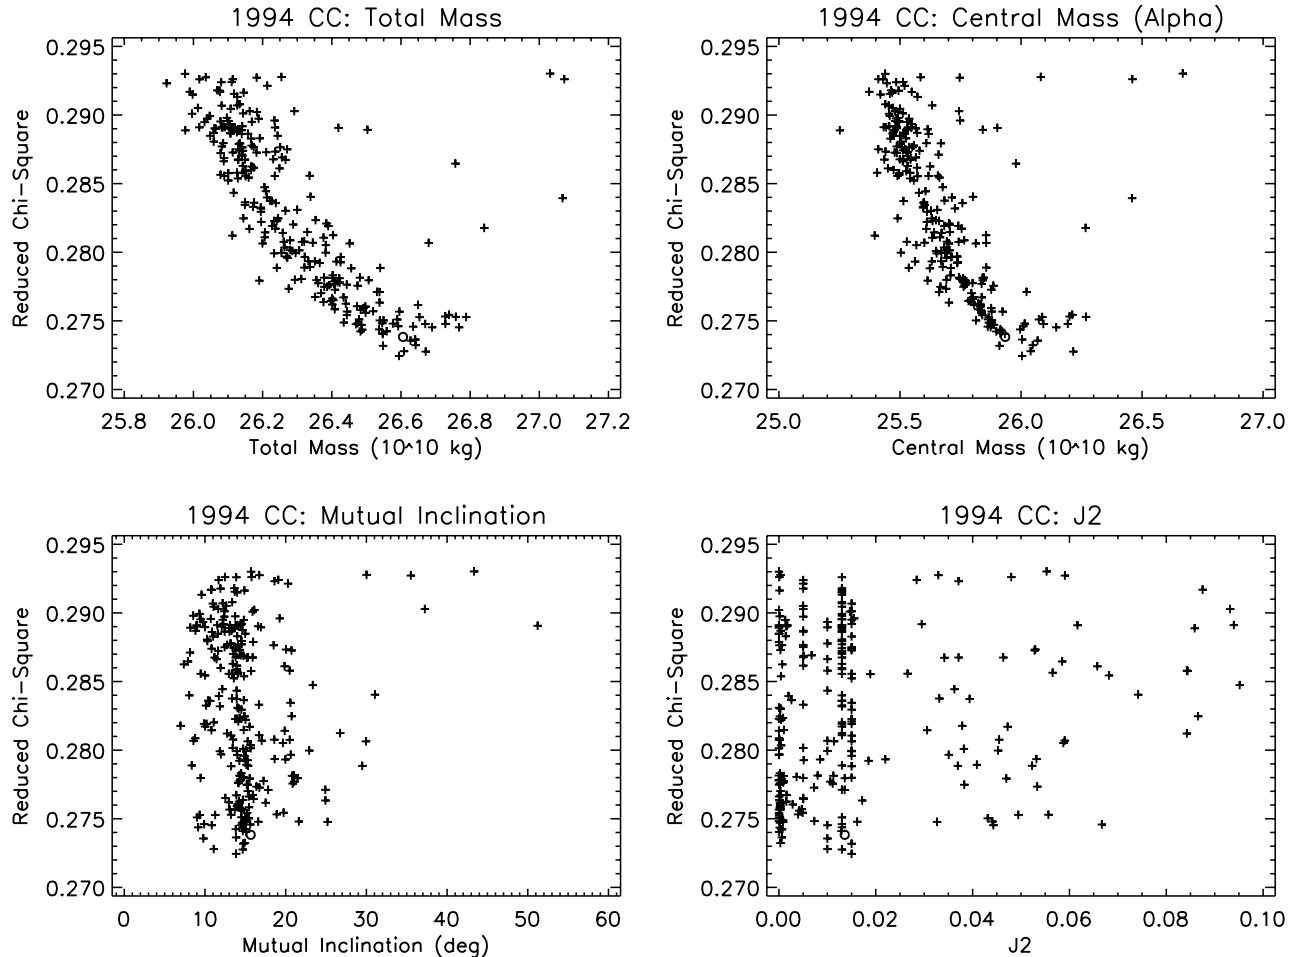 1994 CC: Total Mass
0.295
0.290
0.285
0.280
0.275
0.270
Reduced Chi-Square
25.8 26.0 26.2 26.4 26.6 26.8 27.0 27.2
Total Mass (10^10 kg)
1994 CC: Central Mass (Alpha)
0.295
0.290
0.285
0.280
0.275
0.270
Reduced Chi-Square
25.0 25.5 26.0 26.5 27.0
Central Mass (10^10 kg)
1994 CC: Mutual Inclination
0.295
0.290
0.285
0.280
0.275
0.270
Reduced Chi-Square
0 10 20 30 40 50 60
Mutual Inclination (deg)
1994 CC: J2
0.295
0.290
0.285
0.280
0.275
0.270
Reduced Chi-Square
0.00 0.02 0.04 0.06 0.08 0.10
J2